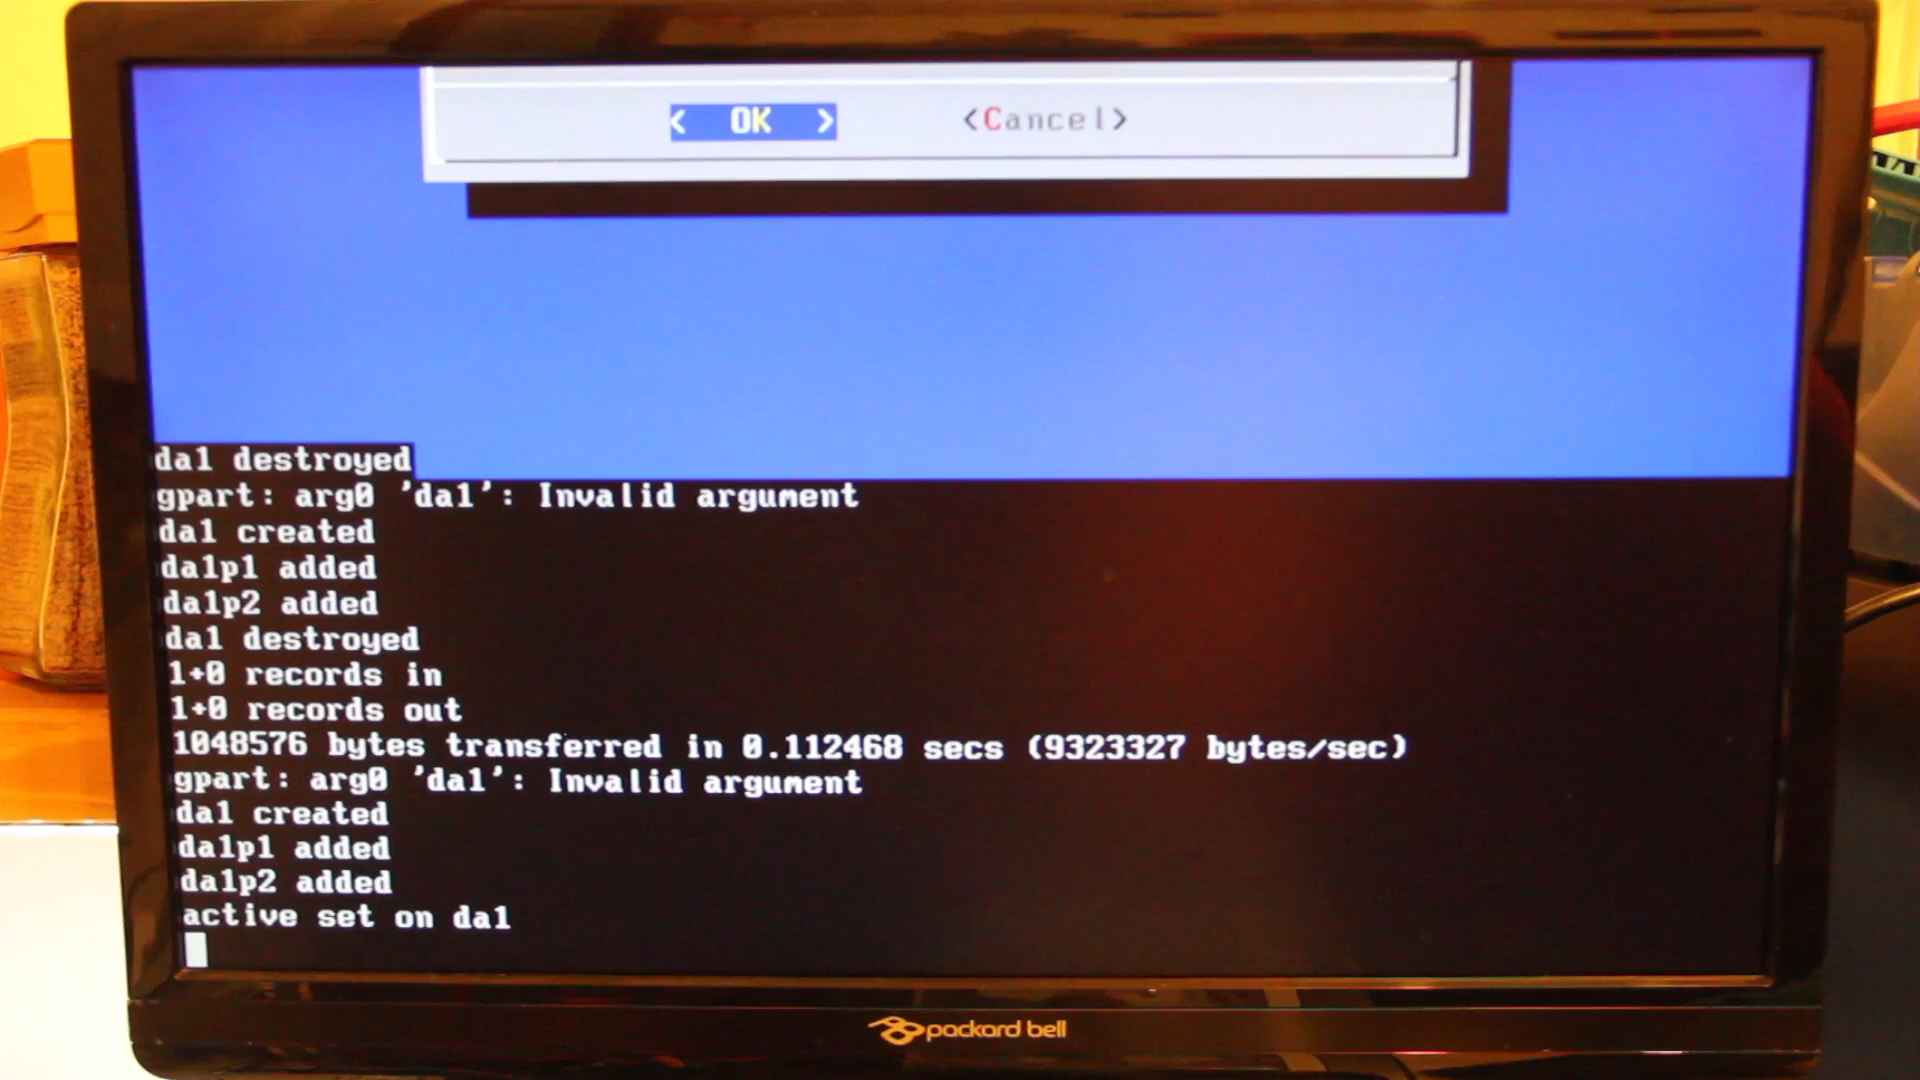 < OK > <Cancel>
da1 destroyed
gpart: arg0 'da1': Invalid argument
da1 created
da1p1 added
da1p2 added
da1 destroyed
1+0 records in
1+0 records out
1048576 bytes transferred in 0.112468 secs (9323327 bytes/sec)
gpart: arg0 'da1': Invalid argument
da1 created
da1p1 added
da1p2 added
active set on da1
packard bell